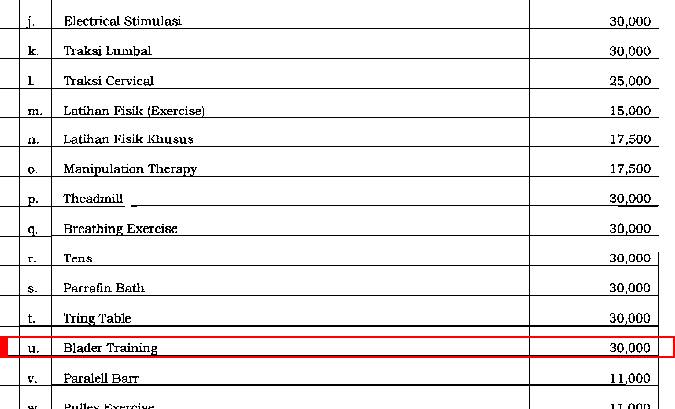 j. Electrical Stimulasi 30,000
k. Traksi Lumbal 30,000
l. Traksi Cervical 25,000
m. Latihan Fisik (Exercise) 15,000
n. Latihan Fisik Khusus 17,500
o. Manipulation Therapy 17,500
p. Theadmill 30,000
q. Breathing Exercise 30,000
r. Tens 30,000
s. Parrafin Bath 30,000
t. Tring Table 30,000
u. Blader Training 30,000
v. Paralell Barr 11,000
w. Pulley Exercise 11,000